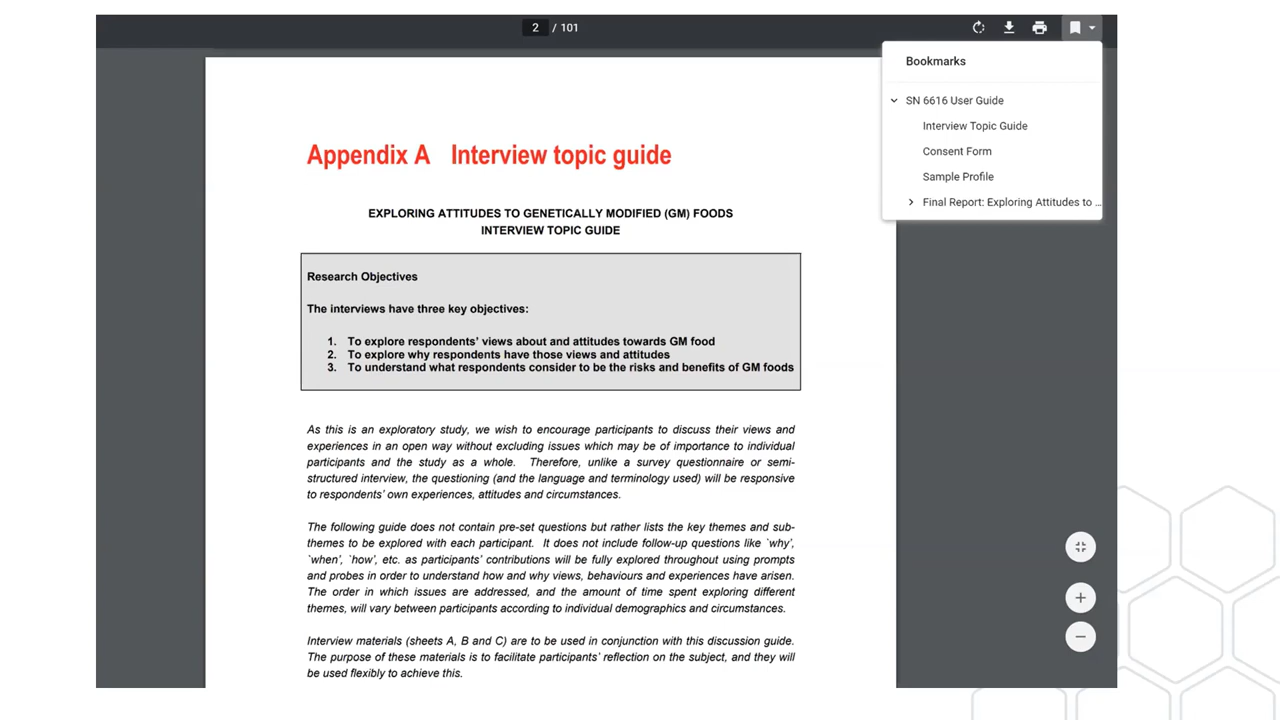 2 / 101
Bookmarks
SN 6616 User Guide
Interview Topic Guide
Consent Form
Sample Profile
Final Report: Exploring Attitudes to ...
Appendix A Interview topic guide
EXPLORING ATTITUDES TO GENETICALLY MODIFIED (GM) FOODS
INTERVIEW TOPIC GUIDE
Research Objectives
The interviews have three key objectives:
1. To explore respondents' views about and attitudes towards GM food
2. To explore why respondents have those views and attitudes
3. To understand what respondents consider to be the risks and benefits of GM foods
As this is an exploratory study, we wish to encourage participants to discuss their views and
experiences in an open way without excluding issues which may be of importance to individual
participants and the study as a whole. Therefore, unlike a survey questionnaire or semi-
structured interview, the questioning (and the language and terminology used) will be responsive
to respondents' own experiences, attitudes and circumstances.
The following guide does not contain pre-set questions but rather lists the key themes and sub-
themes to be explored with each participant. It does not include follow-up questions like `why',
`when', `how', etc. as participants' contributions will be fully explored throughout using prompts
and probes in order to understand how and why views, behaviours and experiences have arisen.
The order in which issues are addressed, and the amount of time spent exploring different
themes, will vary between participants according to individual demographics and circumstances.
Interview materials (sheets A, B and C) are to be used in conjunction with this discussion guide.
The purpose of these materials is to facilitate participants' reflection on the subject, and they will
be used flexibly to achieve this.